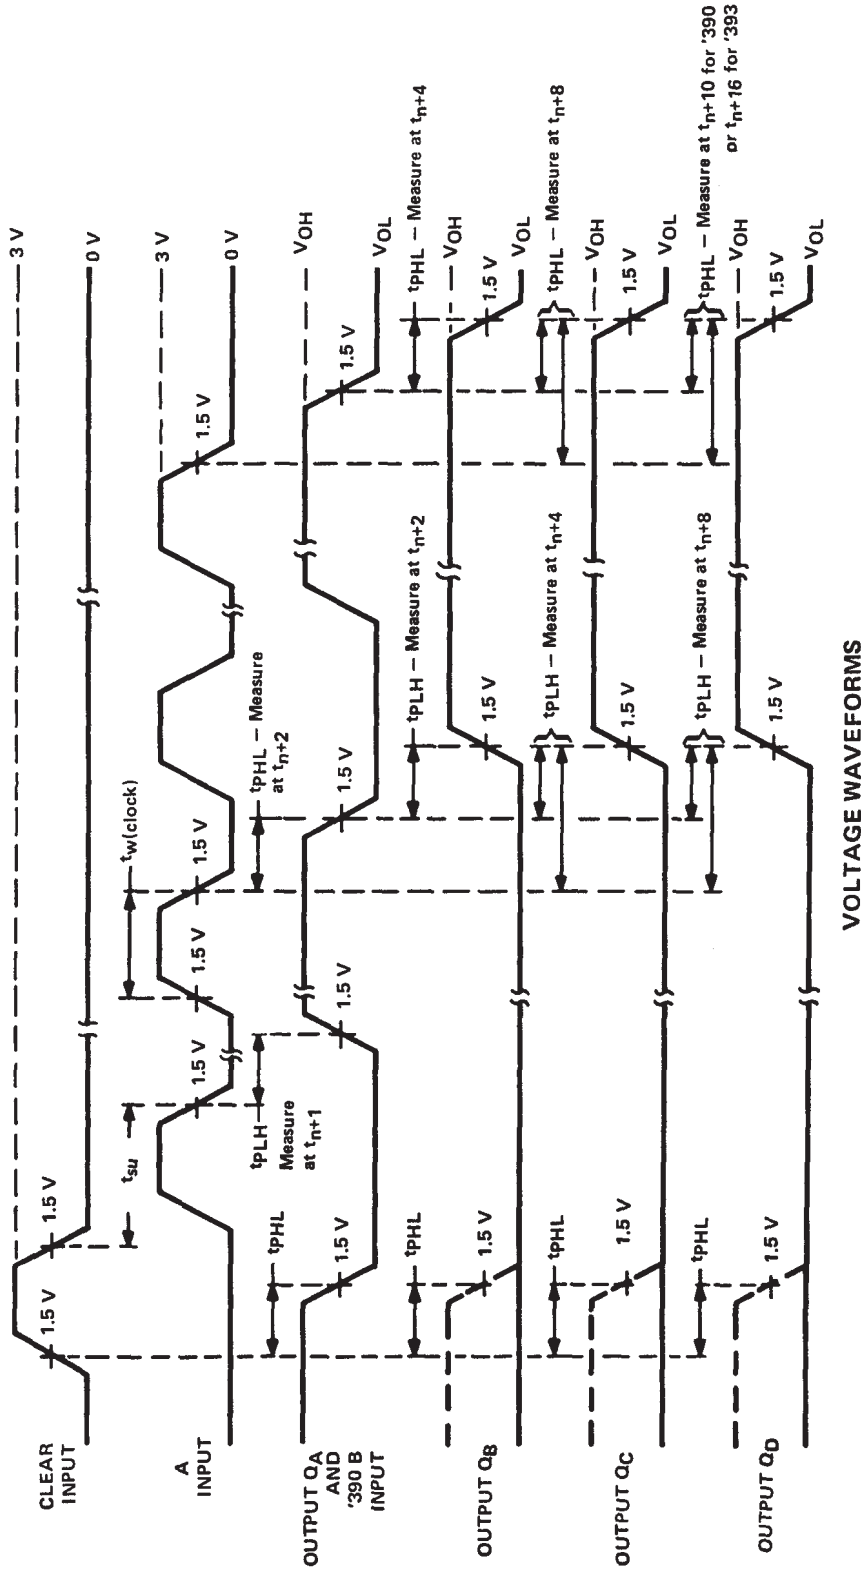 CLEAR
INPUT
1.5 V
1.5 V
3 V
0 V
tsu
tw(clock)
A
INPUT
1.5 V
1.5 V
1.5 V
1.5 V
3 V
0 V
tPHL
tPLH—
Measure
at tn+1
tPHL — Measure
at tn+2
OUTPUT QA
AND
'390 B
INPUT
1.5 V
1.5 V
1.5 V
1.5 V
VOH
VOL
tPHL
tPLH — Measure at tn+2
tPHL — Measure at tn+4
OUTPUT QB
1.5 V
1.5 V
1.5 V
VOH
VOL
tPHL
tPLH — Measure at tn+4
tPHL — Measure at tn+8
OUTPUT QC
1.5 V
1.5 V
1.5 V
VOH
VOL
tPHL
tPLH — Measure at tn+8
tPHL — Measure at tn+10 for '390
or tn+16 for '393
OUTPUT QD
1.5 V
1.5 V
1.5 V
VOH
VOL
VOLTAGE WAVEFORMS